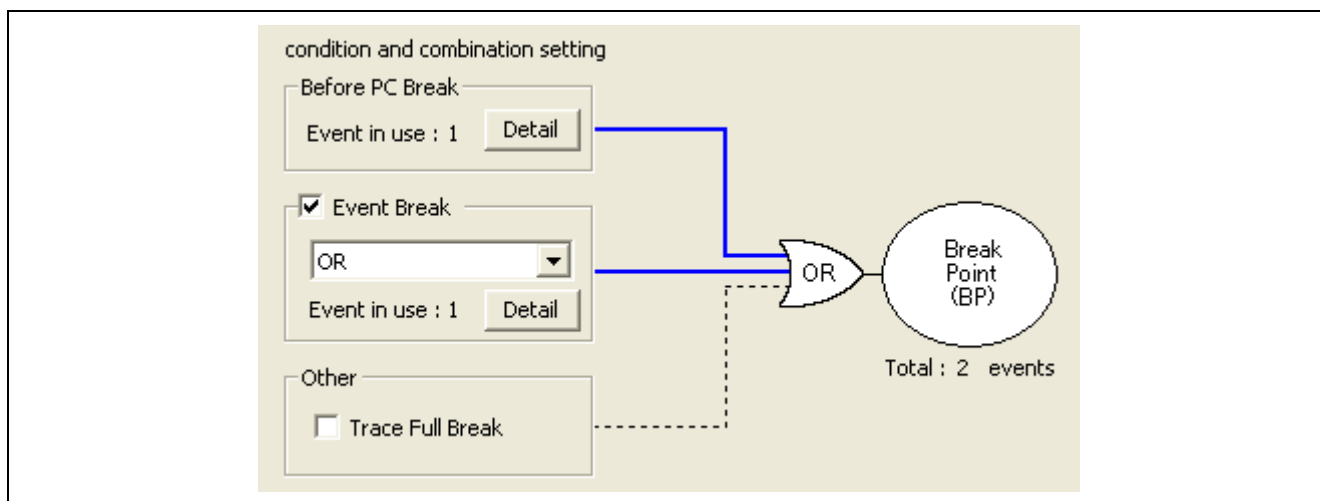 condition and combination setting
Before PC Break
Event in use : 1
Detail
Event Break
OR
Event in use : 1
Detail
Other
Trace Full Break
OR
Break
Point
(BP)
Total : 2 events